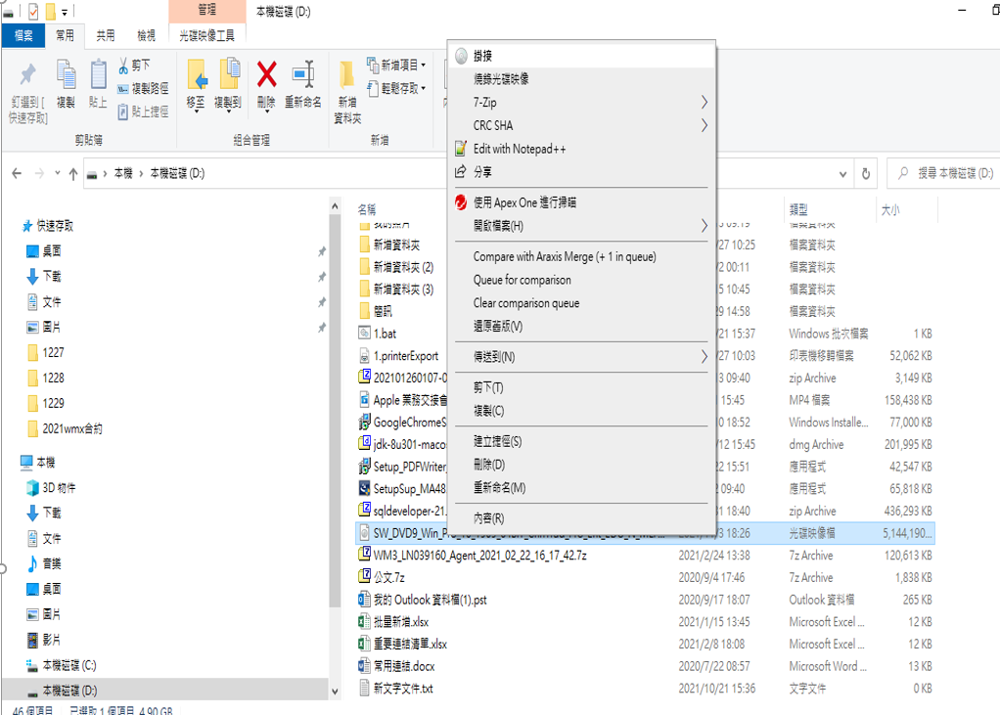 管理
本機磁碟 (D:)
檔案
常用
共用
檢視
光碟映像工具
釘選到 [
快速存取]
複製
貼上
剪下
複製路徑
貼上捷徑
剪貼簿
移至
複製到
刪除
重新命名
組合管理
新增
資料夾
新增項目
輕鬆存取
新增
本機 › 本機磁碟 (D:)
搜尋 本機磁碟 (D:)
快速存取
桌面
下載
文件
圖片
1227
1228
1229
2021wmx合約
本機
3D 物件
下載
文件
音樂
桌面
圖片
影片
本機磁碟 (C:)
本機磁碟 (D:)
46 個項目 已選取 1 個項目 4.90 GB
名稱
類型
大小
我的照片
檔案資料夾
新增資料夾
/27 10:25
檔案資料夾
新增資料夾 (2)
/2 00:11
檔案資料夾
新增資料夾 (3)
5 10:45
檔案資料夾
簡訊
29 14:58
檔案資料夾
1.bat
/21 15:37
Windows 批次檔案
1 KB
1.printerExport
/27 10:03
印表機移轉檔案
52,062 KB
202101260107-0
3 09:40
zip Archive
3,149 KB
Apple 業務交接會
1 15:45
MP4 檔案
158,438 KB
GoogleChromeS
0 18:52
Windows Installe...
77,000 KB
jdk-8u301-maco
/12 15:45
dmg Archive
201,995 KB
Setup_PDFWriter
22 15:51
應用程式
42,547 KB
SetupSup_MA48
2 09:40
應用程式
65,818 KB
sqldeveloper-21.
31 18:40
zip Archive
436,293 KB
3 18:26
光碟映像檔
5,144,190...
WM3_LN039160_Agent_2021_02_22_16_17_42.7z
2021/2/24 13:38
7z Archive
120,613 KB
公文.7z
2020/9/4 17:46
7z Archive
1,838 KB
我的 Outlook 資料檔(1).pst
2020/9/17 18:07
Outlook 資料檔
265 KB
批量新增.xlsx
2021/1/15 13:45
Microsoft Excel ...
12 KB
重要連結清單.xlsx
2021/2/8 18:08
Microsoft Excel ...
12 KB
常用連結.docx
2020/7/22 08:57
Microsoft Word ...
13 KB
新文字文件.txt
2021/10/21 15:36
文字文件
0 KB
掛接
燒錄光碟映像
7-Zip
CRC SHA
Edit with Notepad++
分享
使用 Apex One 進行掃瞄
開啟檔案(H)
Compare with Araxis Merge (+ 1 in queue)
Queue for comparison
Clear comparison queue
還原舊版(V)
傳送到(N)
剪下(T)
複製(C)
建立捷徑(S)
刪除(D)
重新命名(M)
內容(R)